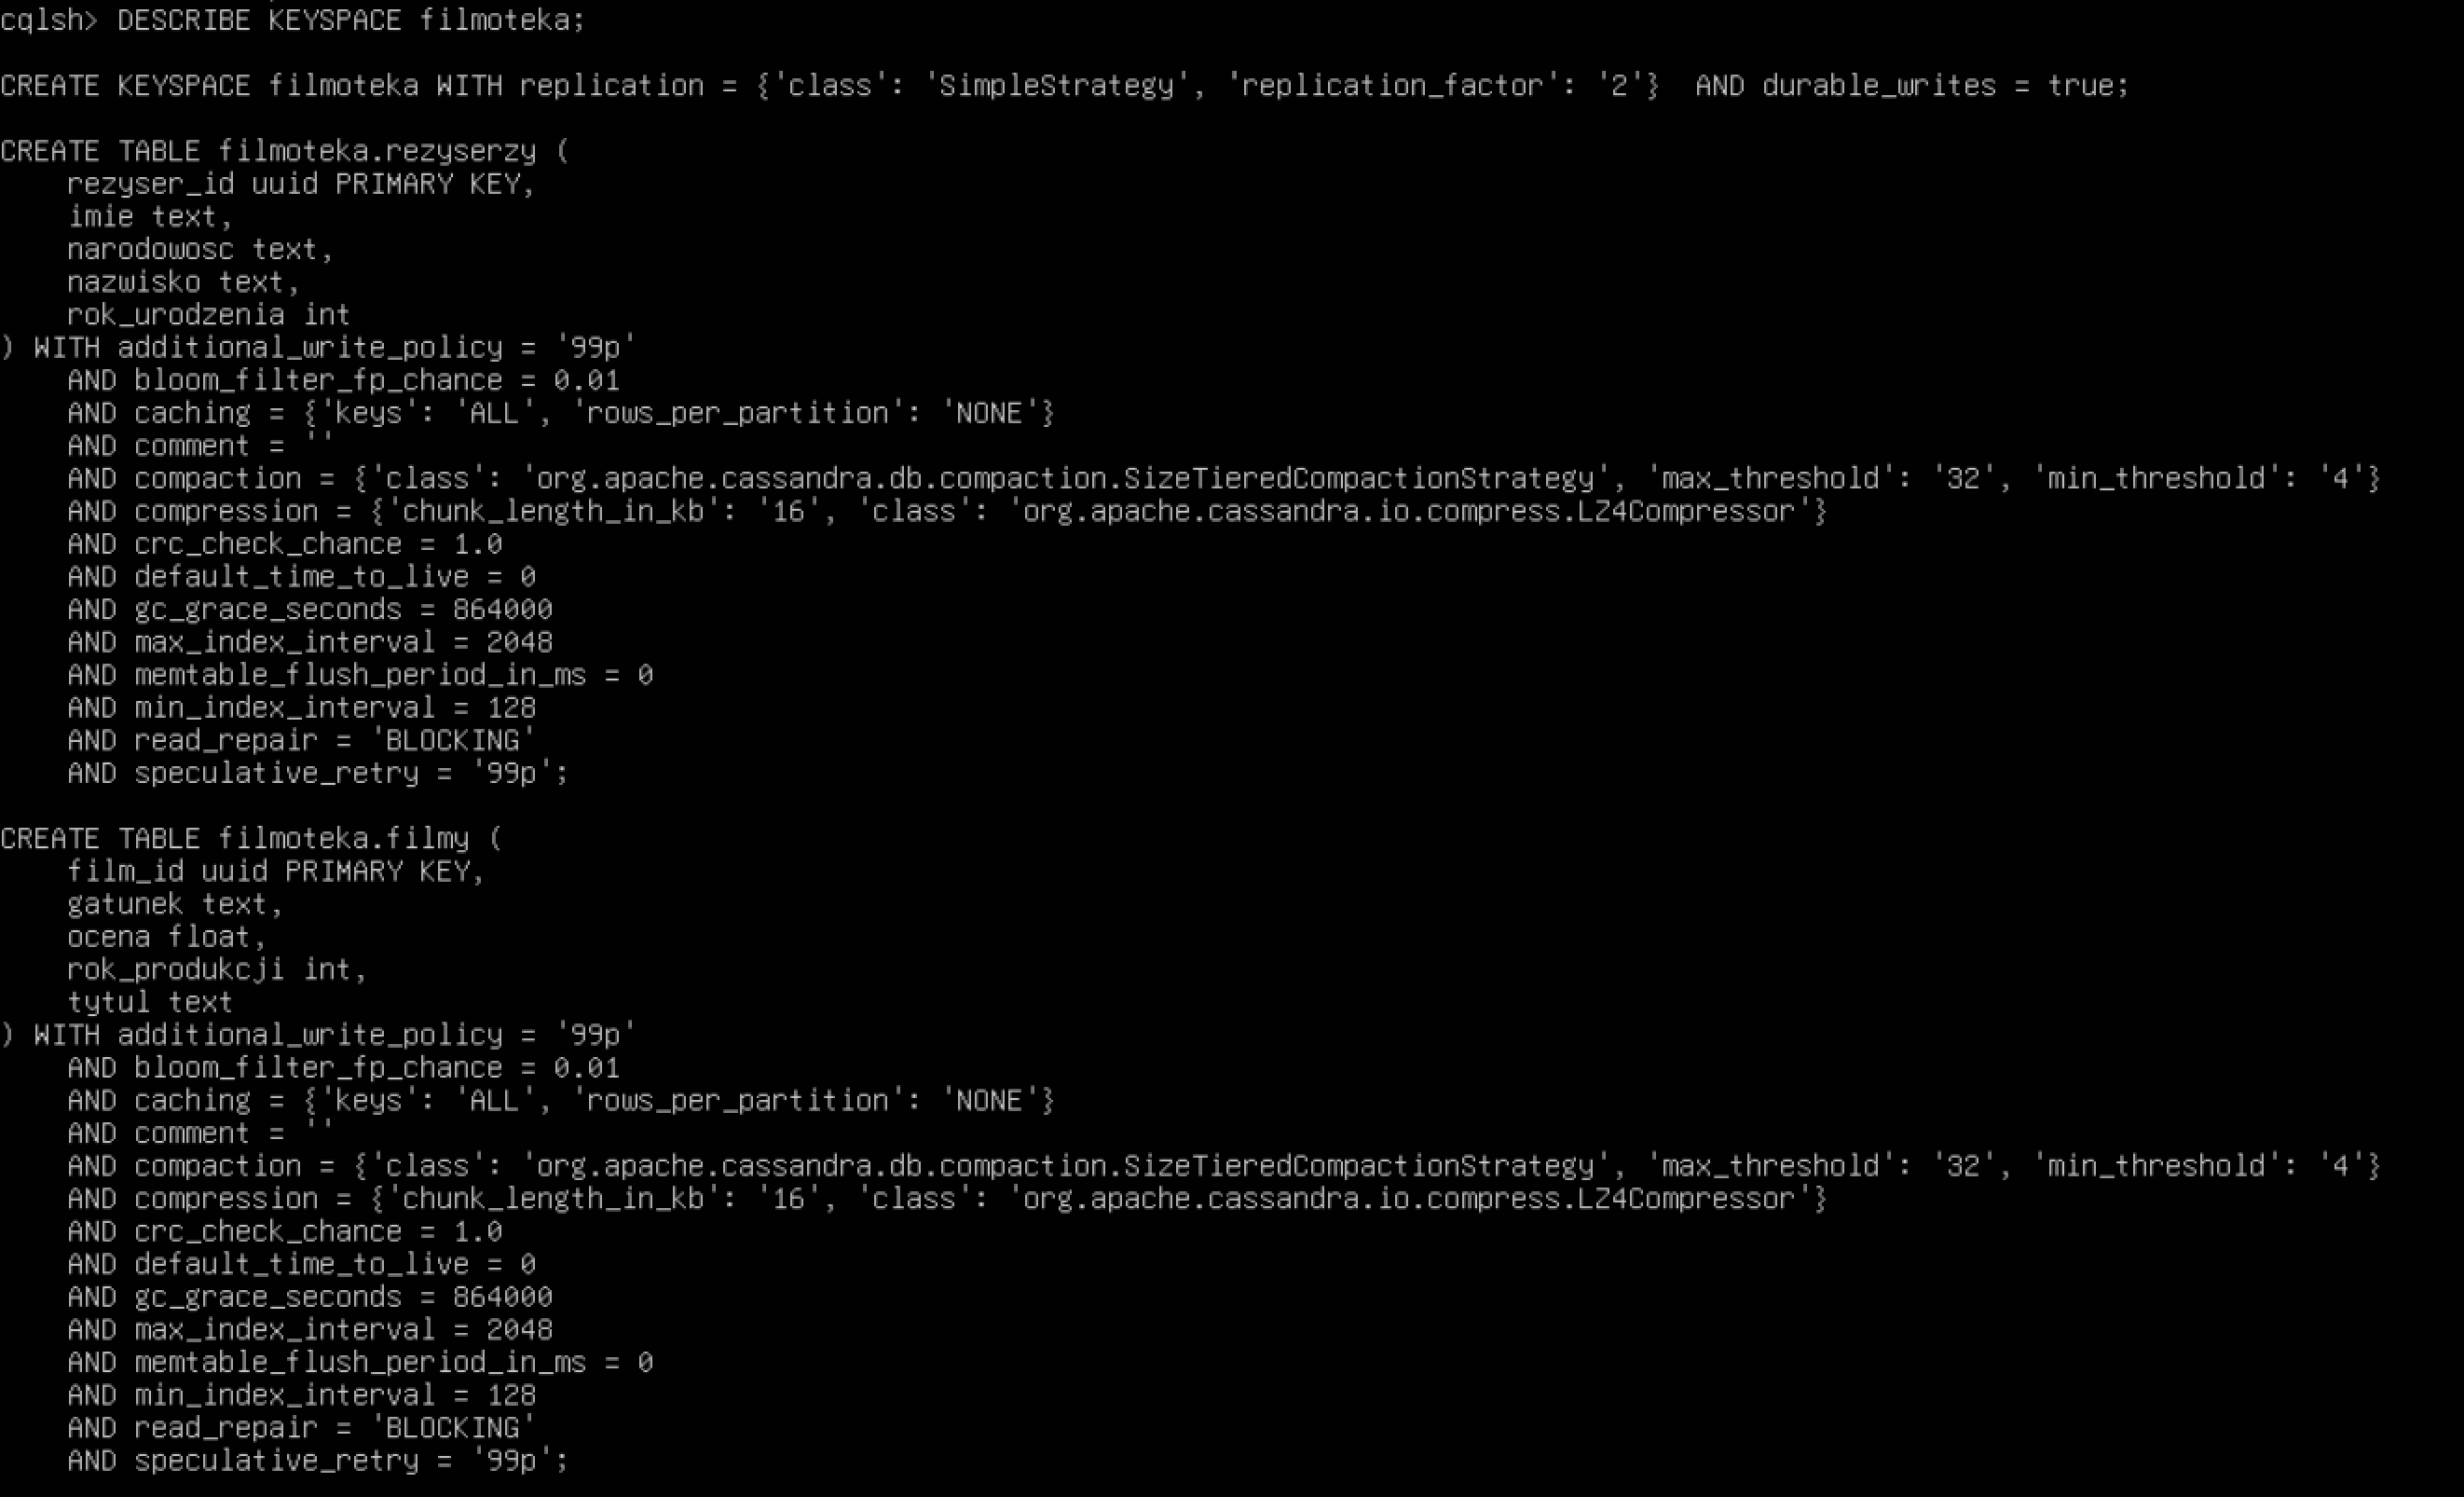 cqlsh> DESCRIBE KEYSPACE filmoteka;

CREATE KEYSPACE filmoteka WITH replication = {'class': 'SimpleStrategy', 'replication_factor': '2'}  AND durable_writes = true;

CREATE TABLE filmoteka.rezyserzy (
    rezyser_id uuid PRIMARY KEY,
    imie text,
    narodowosc text,
    nazwisko text,
    rok_urodzenia int
) WITH additional_write_policy = '99p'
    AND bloom_filter_fp_chance = 0.01
    AND caching = {'keys': 'ALL', 'rows_per_partition': 'NONE'}
    AND comment = ''
    AND compaction = {'class': 'org.apache.cassandra.db.compaction.SizeTieredCompactionStrategy', 'max_threshold': '32', 'min_threshold': '4'}
    AND compression = {'chunk_length_in_kb': '16', 'class': 'org.apache.cassandra.io.compress.LZ4Compressor'}
    AND crc_check_chance = 1.0
    AND default_time_to_live = 0
    AND gc_grace_seconds = 864000
    AND max_index_interval = 2048
    AND memtable_flush_period_in_ms = 0
    AND min_index_interval = 128
    AND read_repair = 'BLOCKING'
    AND speculative_retry = '99p';

CREATE TABLE filmoteka.filmy (
    film_id uuid PRIMARY KEY,
    gatunek text,
    ocena float,
    rok_produkcji int,
    tytul text
) WITH additional_write_policy = '99p'
    AND bloom_filter_fp_chance = 0.01
    AND caching = {'keys': 'ALL', 'rows_per_partition': 'NONE'}
    AND comment = ''
    AND compaction = {'class': 'org.apache.cassandra.db.compaction.SizeTieredCompactionStrategy', 'max_threshold': '32', 'min_threshold': '4'}
    AND compression = {'chunk_length_in_kb': '16', 'class': 'org.apache.cassandra.io.compress.LZ4Compressor'}
    AND crc_check_chance = 1.0
    AND default_time_to_live = 0
    AND gc_grace_seconds = 864000
    AND max_index_interval = 2048
    AND memtable_flush_period_in_ms = 0
    AND min_index_interval = 128
    AND read_repair = 'BLOCKING'
    AND speculative_retry = '99p';